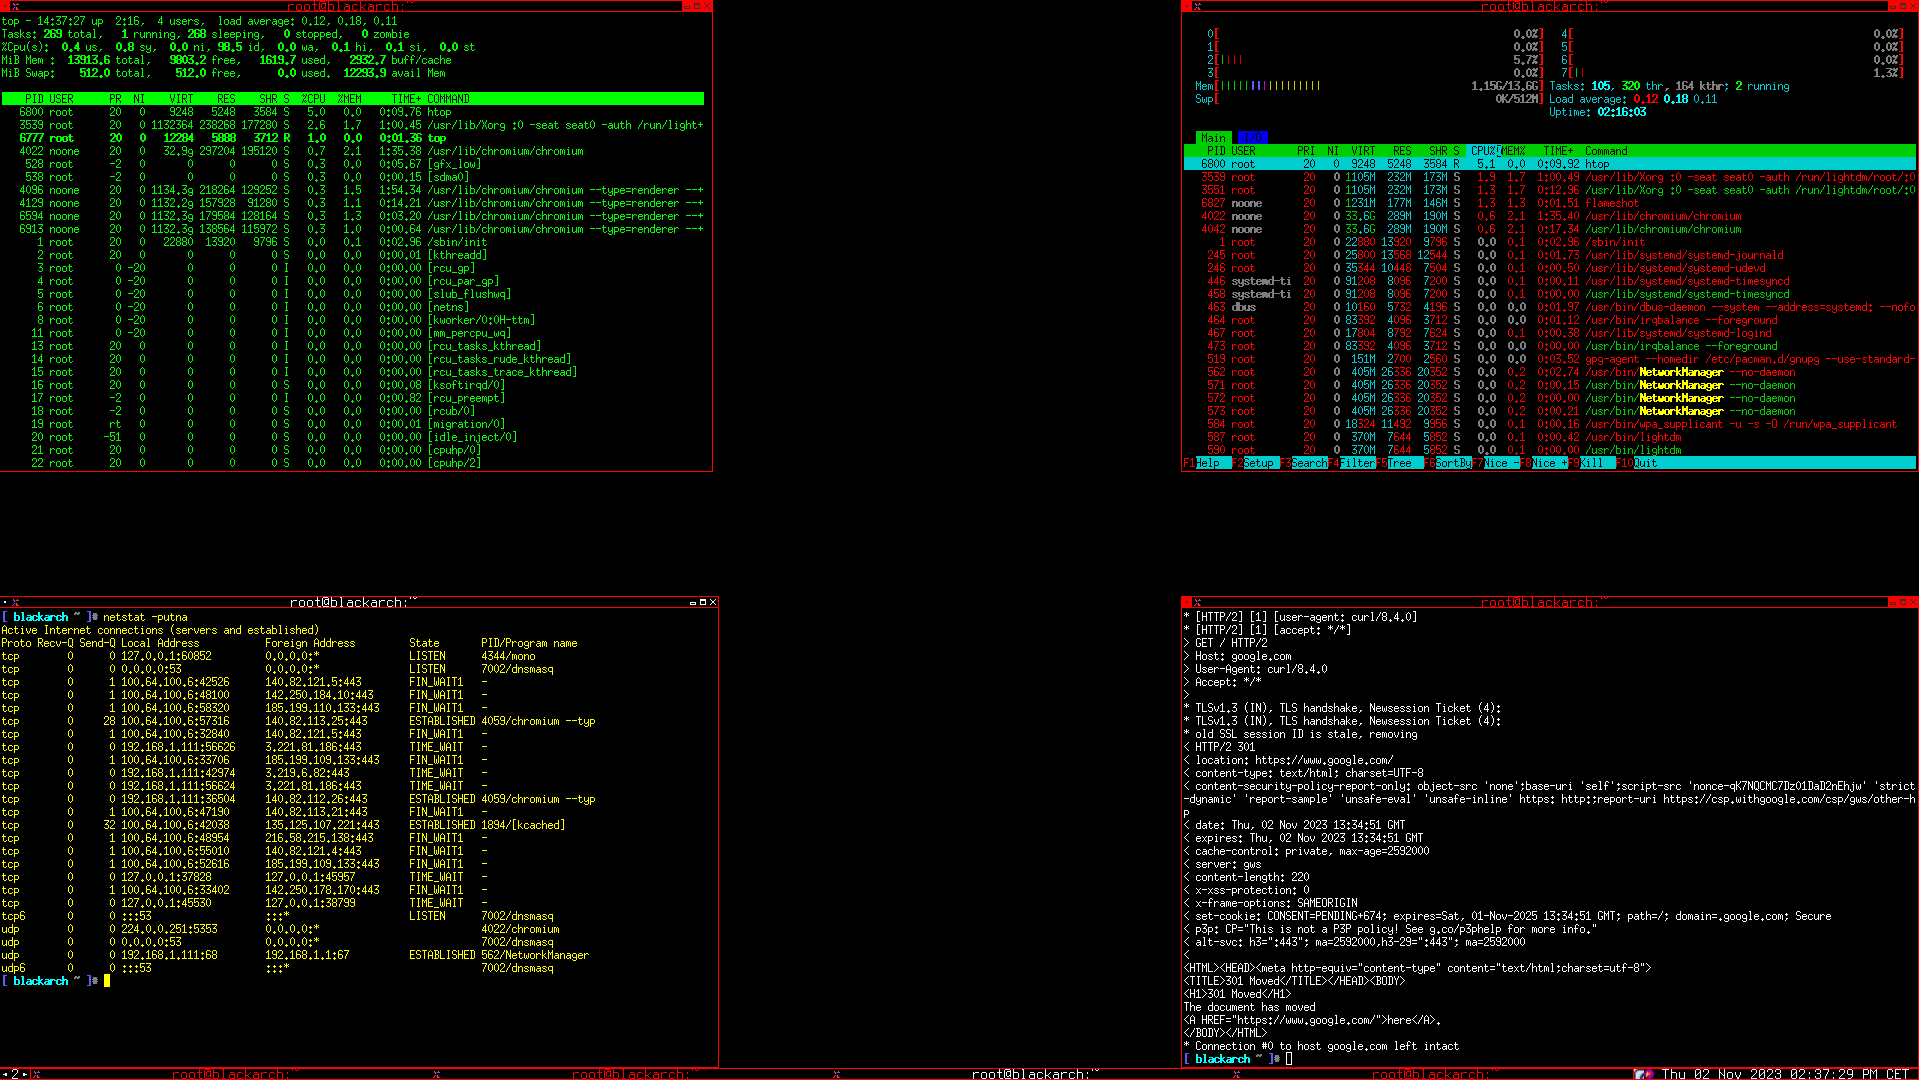 root@blackarch:~
top - 14:37:27 up  2:16,  4 users,  load average: 0.12, 0.18, 0.11
Tasks: 269 total,   1 running, 268 sleeping,   0 stopped,   0 zombie
%Cpu(s):  0.4 us,  0.8 sy,  0.0 ni, 98.5 id,  0.0 wa,  0.1 hi,  0.1 si,  0.0 st
MiB Mem :  13913.6 total,   9803.2 free,   1619.7 used,   2932.7 buff/cache
MiB Swap:    512.0 total,    512.0 free,      0.0 used.  12293.9 avail Mem
PID USER      PR  NI    VIRT    RES    SHR S  %CPU  %MEM     TIME+ COMMAND
6800 root      20   0    9248   5248   3584 S   5.0   0.0   0:09.76 htop
3539 root      20   0 1132364 238268 177280 S   2.6   1.7   1:00.45 /usr/lib/Xorg :0 -seat seat0 -auth /run/light+
6777 root      20   0   12284   5888   3712 R   1.0   0.0   0:01.36 top
4022 noone     20   0   32.9g 297204 195120 S   0.7   2.1   1:35.38 /usr/lib/chromium/chromium
528 root      -2   0       0      0      0 S   0.3   0.0   0:05.67 [gfx_low]
538 root      -2   0       0      0      0 S   0.3   0.0   0:00.15 [sdma0]
4096 noone     20   0 1134.3g 218264 129252 S   0.3   1.5   1:54.34 /usr/lib/chromium/chromium --type=renderer --+
4129 noone     20   0 1132.2g 157928  91280 S   0.3   1.1   0:14.21 /usr/lib/chromium/chromium --type=renderer --+
6594 noone     20   0 1132.3g 179584 128164 S   0.3   1.3   0:03.20 /usr/lib/chromium/chromium --type=renderer --+
6913 noone     20   0 1132.3g 138564 115972 S   0.3   1.0   0:00.64 /usr/lib/chromium/chromium --type=renderer --+
1 root      20   0   22880  13920   9796 S   0.0   0.1   0:02.96 /sbin/init
2 root      20   0       0      0      0 S   0.0   0.0   0:00.01 [kthreadd]
3 root       0 -20       0      0      0 I   0.0   0.0   0:00.00 [rcu_gp]
4 root       0 -20       0      0      0 I   0.0   0.0   0:00.00 [rcu_par_gp]
5 root       0 -20       0      0      0 I   0.0   0.0   0:00.00 [slub_flushwq]
6 root       0 -20       0      0      0 I   0.0   0.0   0:00.00 [netns]
8 root       0 -20       0      0      0 I   0.0   0.0   0:00.00 [kworker/0:0H-ttm]
11 root       0 -20       0      0      0 I   0.0   0.0   0:00.00 [mm_percpu_wq]
13 root      20   0       0      0      0 I   0.0   0.0   0:00.00 [rcu_tasks_kthread]
14 root      20   0       0      0      0 I   0.0   0.0   0:00.00 [rcu_tasks_rude_kthread]
15 root      20   0       0      0      0 I   0.0   0.0   0:00.00 [rcu_tasks_trace_kthread]
16 root      20   0       0      0      0 S   0.0   0.0   0:00.08 [ksoftirqd/0]
17 root      -2   0       0      0      0 I   0.0   0.0   0:00.82 [rcu_preempt]
18 root      -2   0       0      0      0 S   0.0   0.0   0:00.00 [rcub/0]
19 root      rt   0       0      0      0 S   0.0   0.0   0:00.01 [migration/0]
20 root     -51   0       0      0      0 S   0.0   0.0   0:00.00 [idle_inject/0]
21 root      20   0       0      0      0 S   0.0   0.0   0:00.00 [cpuhp/0]
22 root      20   0       0      0      0 S   0.0   0.0   0:00.00 [cpuhp/2]
root@blackarch:~
0[ 0.0%] 4[ 0.0%]
1[ 0.0%] 5[ 0.0%]
2[|||| 5.7%] 6[ 0.0%]
3[ 0.0%] 7[|| 1.3%]
Mem[||||||||||||||||| 1.15G/13.6G] Tasks: 105, 320 thr, 164 kthr; 2 running
Swp[ 0K/512M] Load average: 0.12 0.18 0.11
Uptime: 02:16:03
Main I/O
PID USER       PRI  NI  VIRT   RES   SHR S  CPU%▽MEM%   TIME+  Command
6800 root        20   0  9248  5248  3584 R   5.1  0.0  0:09.92 htop
3539 root        20   0 1105M  232M  173M S   1.9  1.7  1:00.49 /usr/lib/Xorg :0 -seat seat0 -auth /run/lightdm/root/:0
3551 root        20   0 1105M  232M  173M S   1.3  1.7  0:12.96 /usr/lib/Xorg :0 -seat seat0 -auth /run/lightdm/root/:0
6827 noone       20   0 1231M  177M  146M S   1.3  1.3  0:01.51 flameshot
4022 noone       20   0 33.6G  289M  190M S   0.6  2.1  1:35.40 /usr/lib/chromium/chromium
4042 noone       20   0 33.6G  289M  190M S   0.6  2.1  0:17.34 /usr/lib/chromium/chromium
1 root        20   0 22880 13920  9796 S   0.0  0.1  0:02.96 /sbin/init
245 root        20   0 25800 13568 12544 S   0.0  0.1  0:01.73 /usr/lib/systemd/systemd-journald
246 root        20   0 35344 10448  7504 S   0.0  0.1  0:00.50 /usr/lib/systemd/systemd-udevd
446 systemd-ti  20   0 91208  8096  7200 S   0.0  0.1  0:00.11 /usr/lib/systemd/systemd-timesyncd
458 systemd-ti  20   0 91208  8096  7200 S   0.0  0.1  0:00.00 /usr/lib/systemd/systemd-timesyncd
463 dbus        20   0 10160  5732  4196 S   0.0  0.0  0:01.97 /usr/bin/dbus-daemon --system --address=systemd: --nofo
464 root        20   0 83392  4096  3712 S   0.0  0.0  0:01.12 /usr/bin/irqbalance --foreground
467 root        20   0 17804  8792  7624 S   0.0  0.1  0:00.38 /usr/lib/systemd/systemd-logind
473 root        20   0 83392  4096  3712 S   0.0  0.0  0:00.00 /usr/bin/irqbalance --foreground
519 root        20   0  151M  2700  2560 S   0.0  0.0  0:03.52 gpg-agent --homedir /etc/pacman.d/gnupg --use-standard-
562 root        20   0  405M 26336 20352 S   0.0  0.2  0:02.74 /usr/bin/NetworkManager --no-daemon
571 root        20   0  405M 26336 20352 S   0.0  0.2  0:00.15 /usr/bin/NetworkManager --no-daemon
572 root        20   0  405M 26336 20352 S   0.0  0.2  0:00.00 /usr/bin/NetworkManager --no-daemon
573 root        20   0  405M 26336 20352 S   0.0  0.2  0:00.21 /usr/bin/NetworkManager --no-daemon
584 root        20   0 18324 11492  9956 S   0.0  0.1  0:00.16 /usr/bin/wpa_supplicant -u -s -O /run/wpa_supplicant
587 root        20   0  370M  7644  5852 S   0.0  0.1  0:00.42 /usr/bin/lightdm
590 root        20   0  370M  7644  5852 S   0.0  0.1  0:00.00 /usr/bin/lightdm
F1Help  F2Setup F3SearchF4FilterF5Tree  F6SortByF7Nice -F8Nice +F9Kill  F10Quit
root@blackarch:~
[ blackarch ~ ]# netstat -putna
Active Internet connections (servers and established)
Proto Recv-Q Send-Q Local Address           Foreign Address         State       PID/Program name
tcp        0      0 127.0.0.1:60852         0.0.0.0:*               LISTEN      4344/mono
tcp        0      0 0.0.0.0:53              0.0.0.0:*               LISTEN      7002/dnsmasq
tcp        0      1 100.64.100.6:42526      140.82.121.5:443        FIN_WAIT1   -
tcp        0      1 100.64.100.6:48100      142.250.184.10:443      FIN_WAIT1   -
tcp        0      1 100.64.100.6:58320      185.199.110.133:443     FIN_WAIT1   -
tcp        0     28 100.64.100.6:57316      140.82.113.25:443       ESTABLISHED 4059/chromium --typ
tcp        0      1 100.64.100.6:32840      140.82.121.5:443        FIN_WAIT1   -
tcp        0      0 192.168.1.111:56626     3.221.81.186:443        TIME_WAIT   -
tcp        0      1 100.64.100.6:33706      185.199.109.133:443     FIN_WAIT1   -
tcp        0      0 192.168.1.111:42974     3.219.6.82:443          TIME_WAIT   -
tcp        0      0 192.168.1.111:56624     3.221.81.186:443        TIME_WAIT   -
tcp        0      0 192.168.1.111:36504     140.82.112.26:443       ESTABLISHED 4059/chromium --typ
tcp        0      1 100.64.100.6:47190      140.82.113.21:443       FIN_WAIT1   -
tcp        0     32 100.64.100.6:42038      135.125.107.221:443     ESTABLISHED 1894/[kcached]
tcp        0      1 100.64.100.6:48954      216.58.215.138:443      FIN_WAIT1   -
tcp        0      1 100.64.100.6:55010      140.82.121.4:443        FIN_WAIT1   -
tcp        0      1 100.64.100.6:52616      185.199.109.133:443     FIN_WAIT1   -
tcp        0      0 127.0.0.1:37828         127.0.0.1:45957         TIME_WAIT   -
tcp        0      1 100.64.100.6:33402      142.250.178.170:443     FIN_WAIT1   -
tcp        0      0 127.0.0.1:45530         127.0.0.1:38799         TIME_WAIT   -
tcp6       0      0 :::53                   :::*                    LISTEN      7002/dnsmasq
udp        0      0 224.0.0.251:5353        0.0.0.0:*                           4022/chromium
udp        0      0 0.0.0.0:53              0.0.0.0:*                           7002/dnsmasq
udp        0      0 192.168.1.111:68        192.168.1.1:67          ESTABLISHED 562/NetworkManager
udp6       0      0 :::53                   :::*                                7002/dnsmasq
[ blackarch ~ ]#
root@blackarch:~
* [HTTP/2] [1] [user-agent: curl/8.4.0]
* [HTTP/2] [1] [accept: */*]
> GET / HTTP/2
> Host: google.com
> User-Agent: curl/8.4.0
> Accept: */*
>
* TLSv1.3 (IN), TLS handshake, Newsession Ticket (4):
* TLSv1.3 (IN), TLS handshake, Newsession Ticket (4):
* old SSL session ID is stale, removing
< HTTP/2 301
< location: https://www.google.com/
< content-type: text/html; charset=UTF-8
< content-security-policy-report-only: object-src 'none';base-uri 'self';script-src 'nonce-qK7NQCMC7DzO1DaD2nEhjw' 'strict
-dynamic' 'report-sample' 'unsafe-eval' 'unsafe-inline' https: http:;report-uri https://csp.withgoogle.com/csp/gws/other-h
p
< date: Thu, 02 Nov 2023 13:34:51 GMT
< expires: Thu, 02 Nov 2023 13:34:51 GMT
< cache-control: private, max-age=2592000
< server: gws
< content-length: 220
< x-xss-protection: 0
< x-frame-options: SAMEORIGIN
< set-cookie: CONSENT=PENDING+674; expires=Sat, 01-Nov-2025 13:34:51 GMT; path=/; domain=.google.com; Secure
< p3p: CP="This is not a P3P policy! See g.co/p3phelp for more info."
< alt-svc: h3=":443"; ma=2592000,h3-29=":443"; ma=2592000
<
<HTML><HEAD><meta http-equiv="content-type" content="text/html;charset=utf-8">
<TITLE>301 Moved</TITLE></HEAD><BODY>
<H1>301 Moved</H1>
The document has moved
<A HREF="https://www.google.com/">here</A>.
</BODY></HTML>
* Connection #0 to host google.com left intact
[ blackarch ~ ]#
2 root@blackarch:~ root@blackarch:~ root@blackarch:~ root@blackarch:~ Thu 02 Nov 2023 02:37:29 PM CET